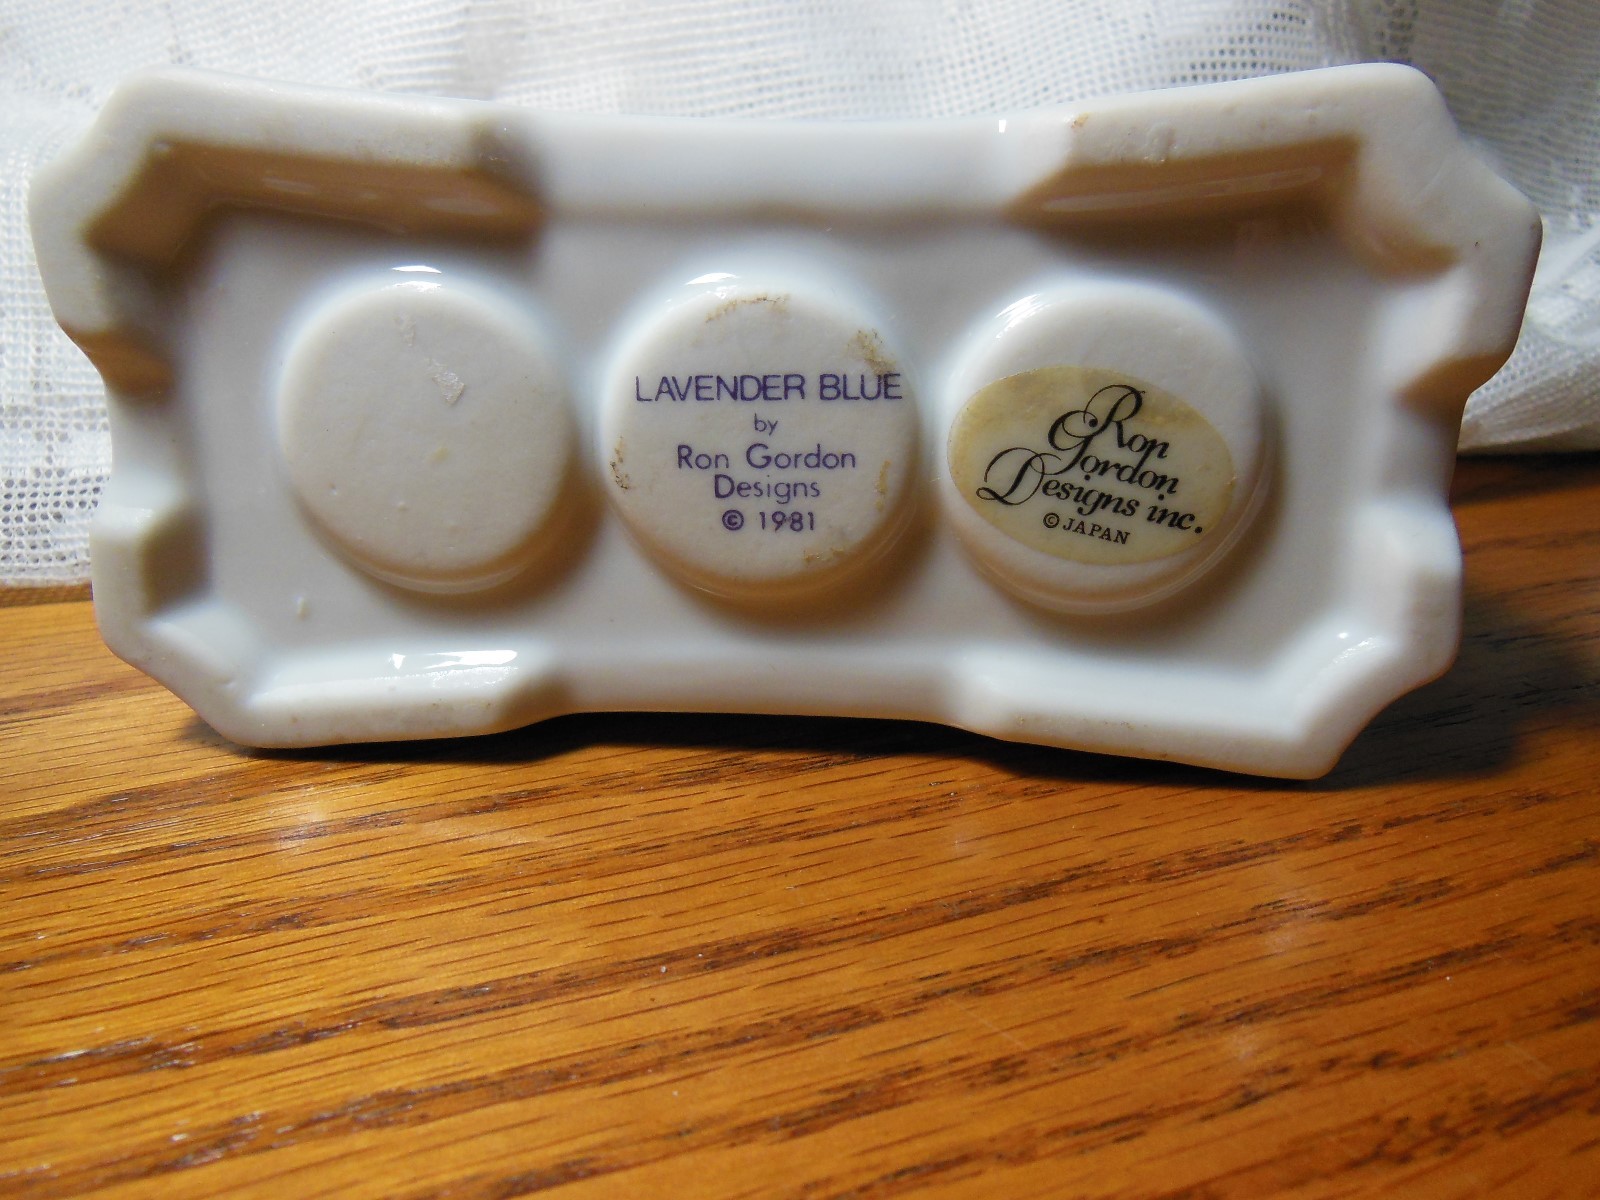 LAVENDER BLUE
by
Ron Gordon
Designs
© 1981
Ron
Gordon
Designs inc.
© JAPAN